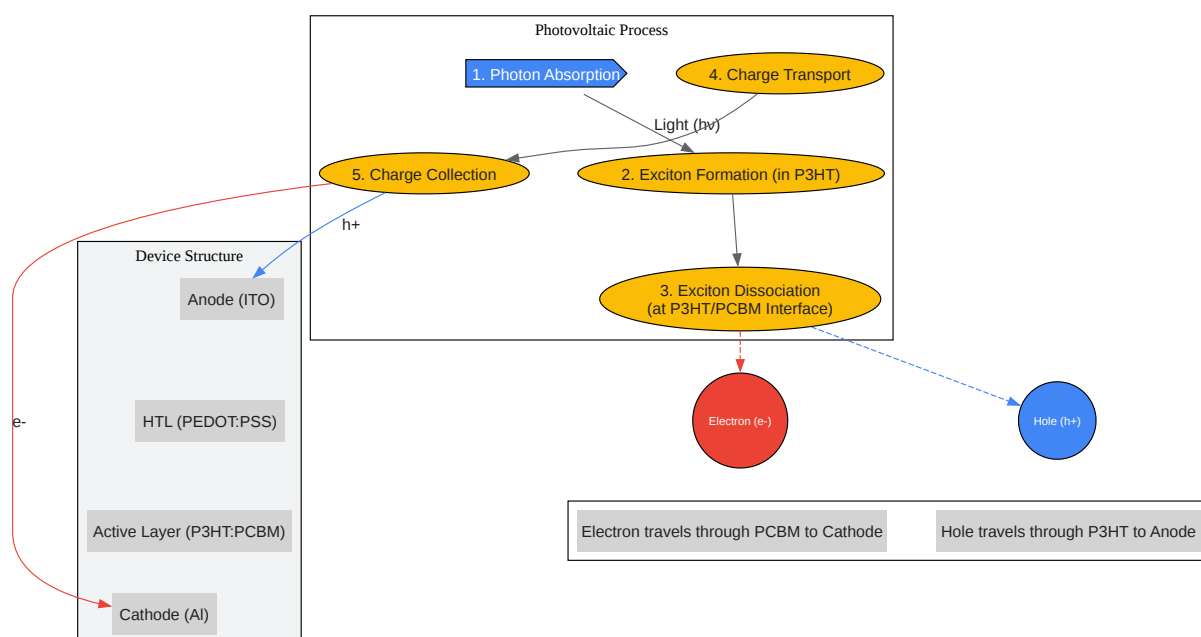 Photovoltaic Process
1. Photon Absorption
4. Charge Transport
Light (hν)
5. Charge Collection
2. Exciton Formation (in P3HT)
h+
Device Structure
Anode (ITO)
3. Exciton Dissociation
(at P3HT/PCBM Interface)
e-
HTL (PEDOT:PSS)
Electron (e-)
Hole (h+)
Active Layer (P3HT:PCBM)
Electron travels through PCBM to Cathode
Hole travels through P3HT to Anode
Cathode (Al)